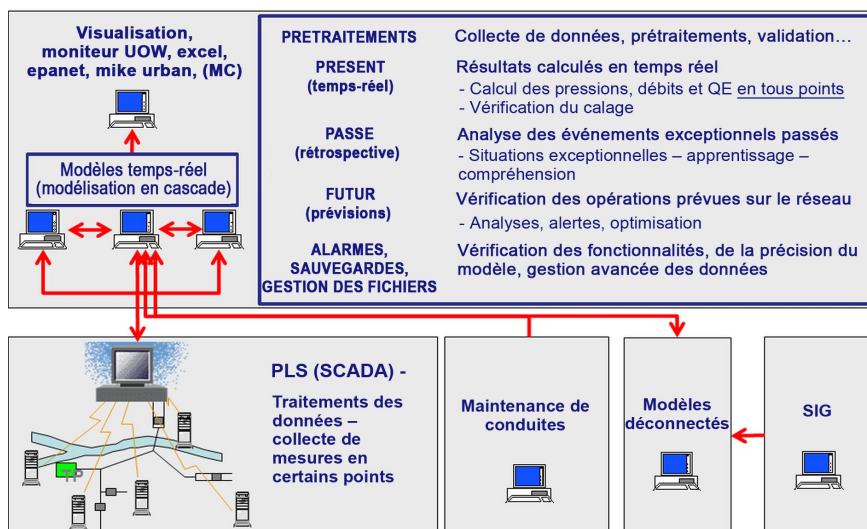 Visualisation,
moniteur UOW, excel,
epanet, mike urban, (MC)
Modèles temps-réel
(modélisation en cascade)
PRETRAITEMENTS
Collecte de données, prétraitements, validation…
PRESENT
(temps-réel)
Résultats calculés en temps réel
- Calcul des pressions, débits et QE en tous points
- Vérification du calage
PASSE
(rétrospective)
Analyse des événements exceptionnels passés
- Situations exceptionnelles – apprentissage –
compréhension
FUTUR
(prévisions)
Vérification des opérations prévues sur le réseau
- Analyses, alertes, optimisation
ALARMES,
SAUVEGARDES,
GESTION DES FICHIERS
Vérification des fonctionnalités, de la précision du
modèle, gestion avancée des données
PLS (SCADA) -
Traitements des
données –
collecte de
mesures en
certains points
TP
Maintenance de
conduites
Modèles
déconnectés
SIG